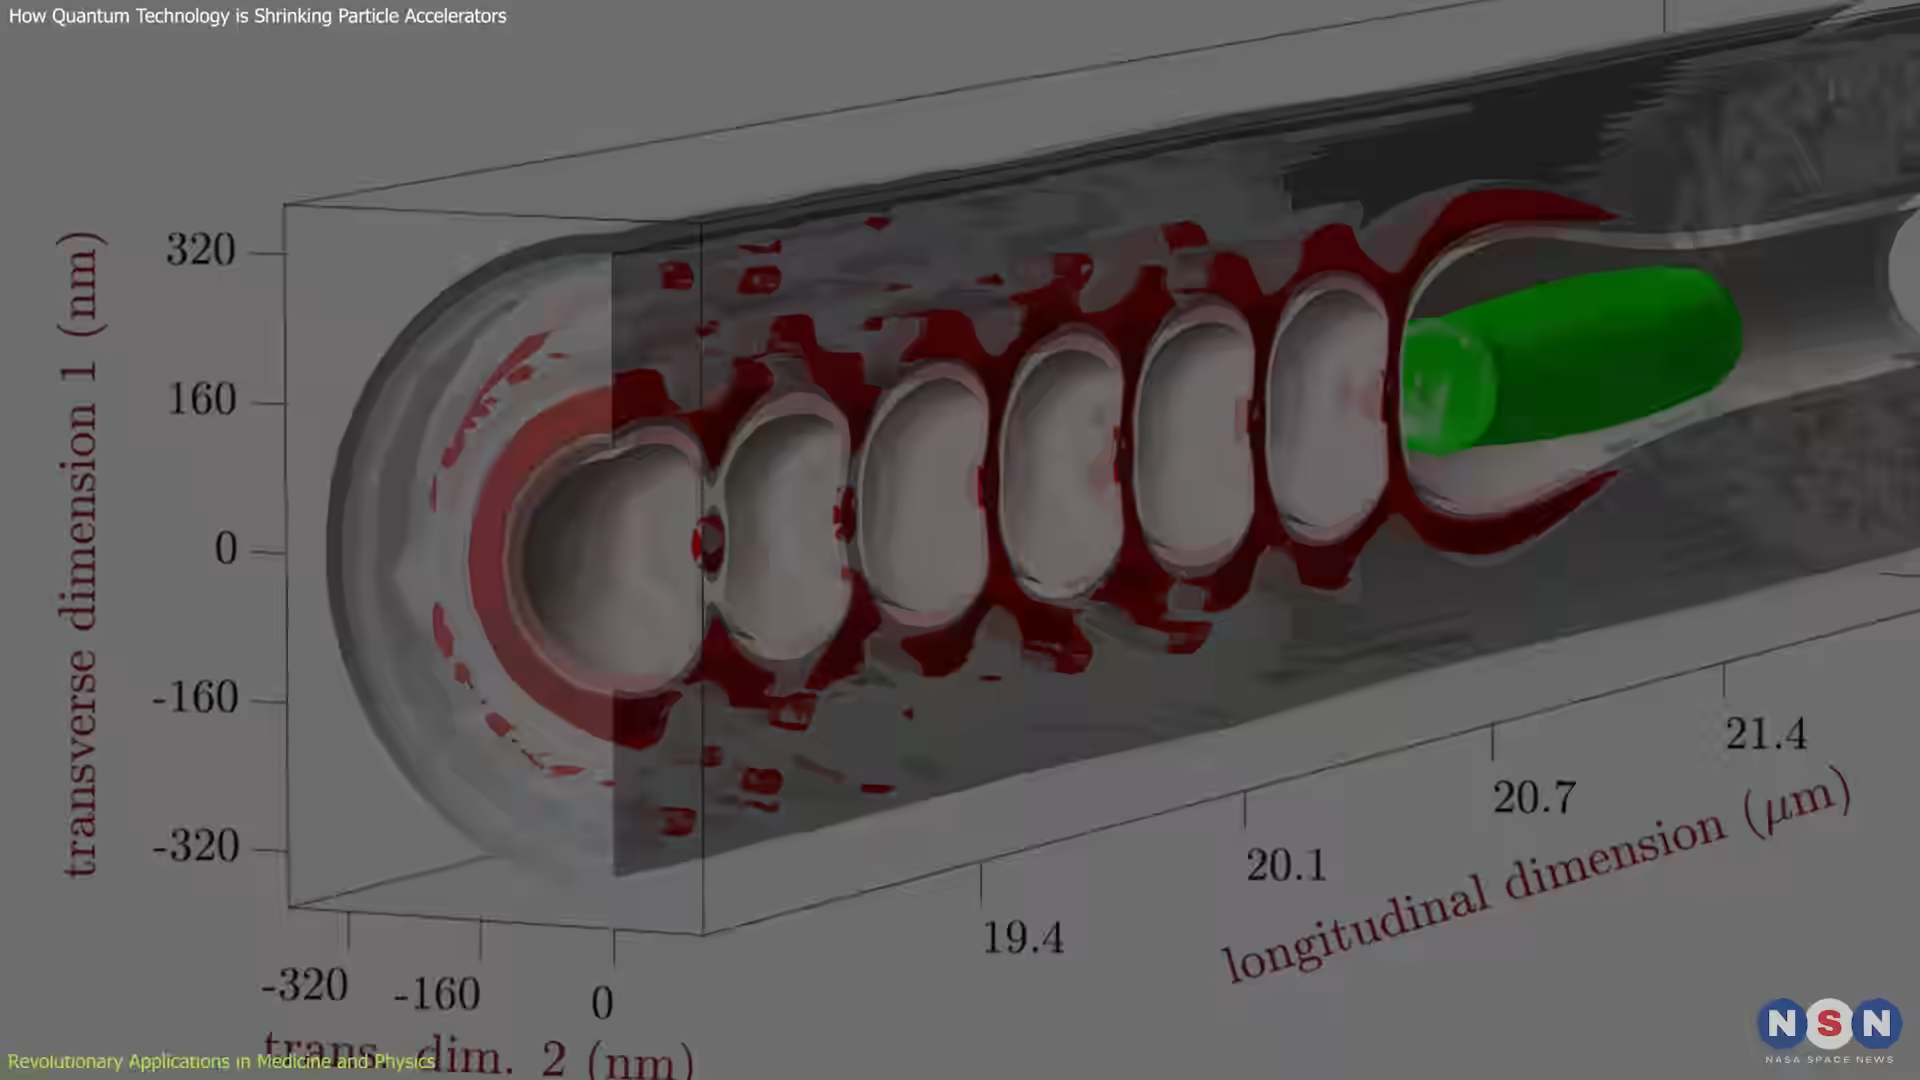 How Quantum Technology is Shrinking Particle Accelerators
transverse dimension 1 (nm)
320
160
0
-160
-320
-320
-160
0
trans. dim. 2 (nm)
19.4
20.1
20.7
21.4
longitudinal dimension (μm)
Revolutionary Applications in Medicine and Physics
NSN
NASA SPACE NEWS